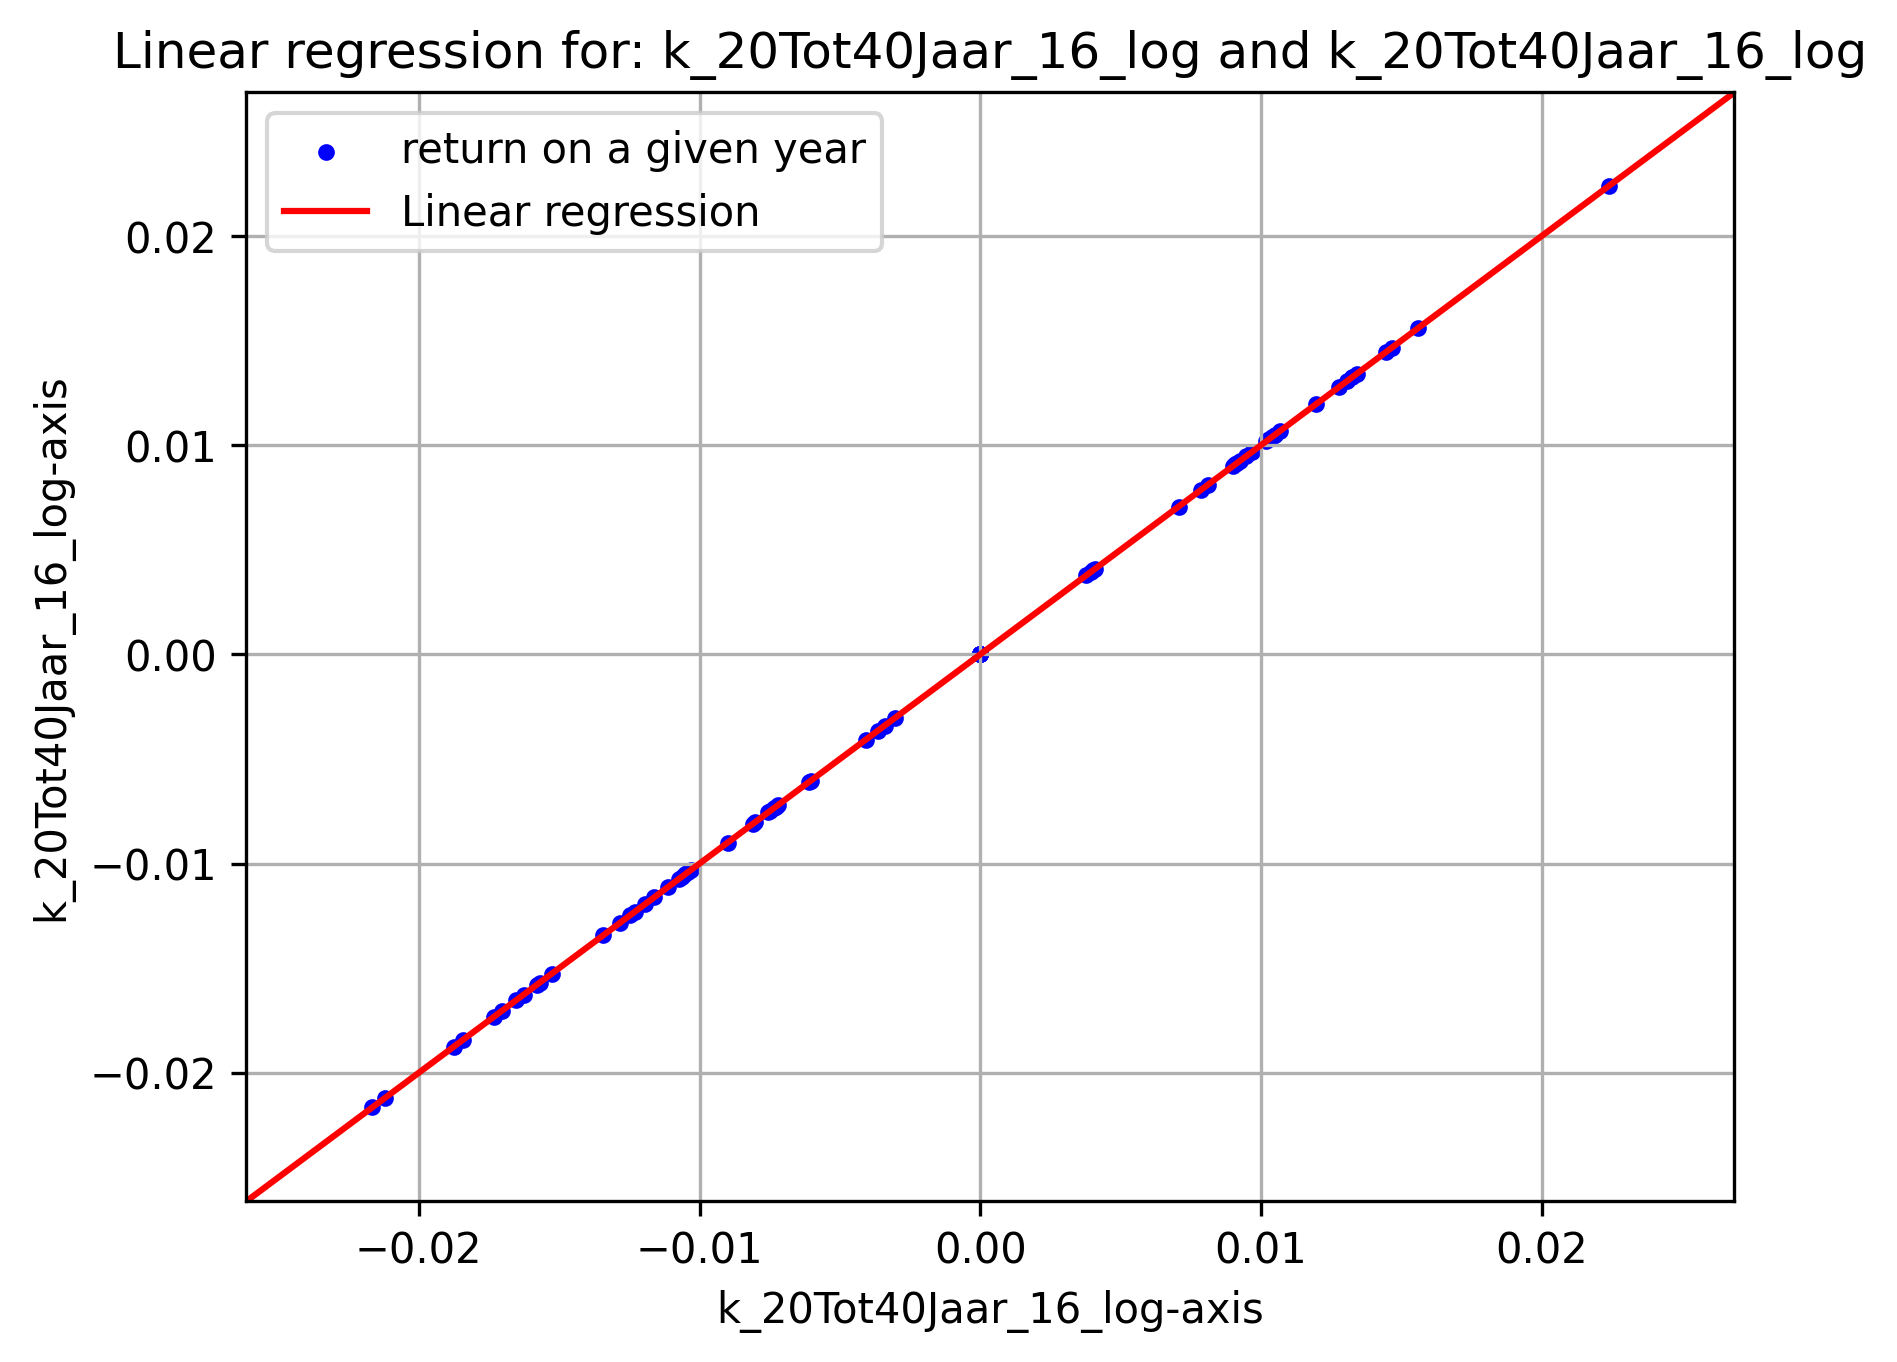 Linear regression for: k_20Tot40Jaar_16_log and k_20Tot40Jaar_16_log
return on a given year
Linear regression
k_20Tot40Jaar_16_log-axis
0.02
0.01
0.00
−0.01
−0.02
−0.02
−0.01
0.00
0.01
0.02
k_20Tot40Jaar_16_log-axis